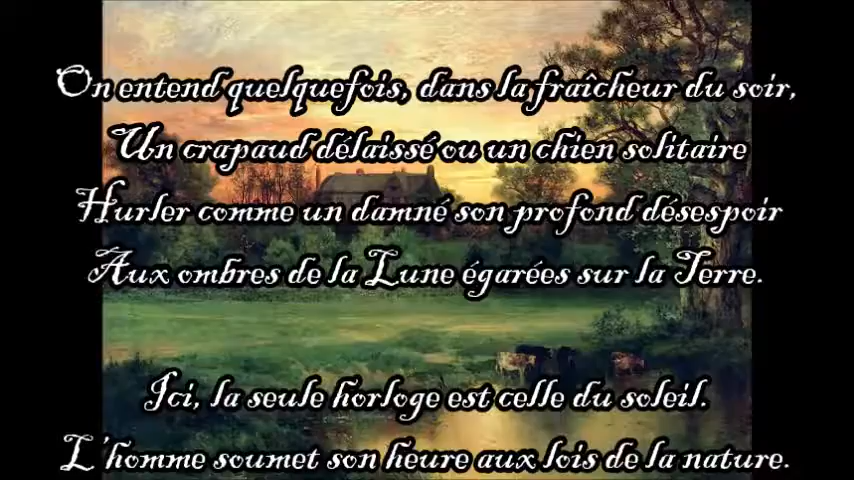 On entend quelquefois, dans la fraîcheur du soir,
Un crapaud délaissé ou un chien solitaire
Hurler comme un damné son profond désespoir
Aux ombres de la Lune égarées sur la Terre.
Ici, la seule horloge est celle du soleil.
L'homme soumet son heure aux lois de la nature.